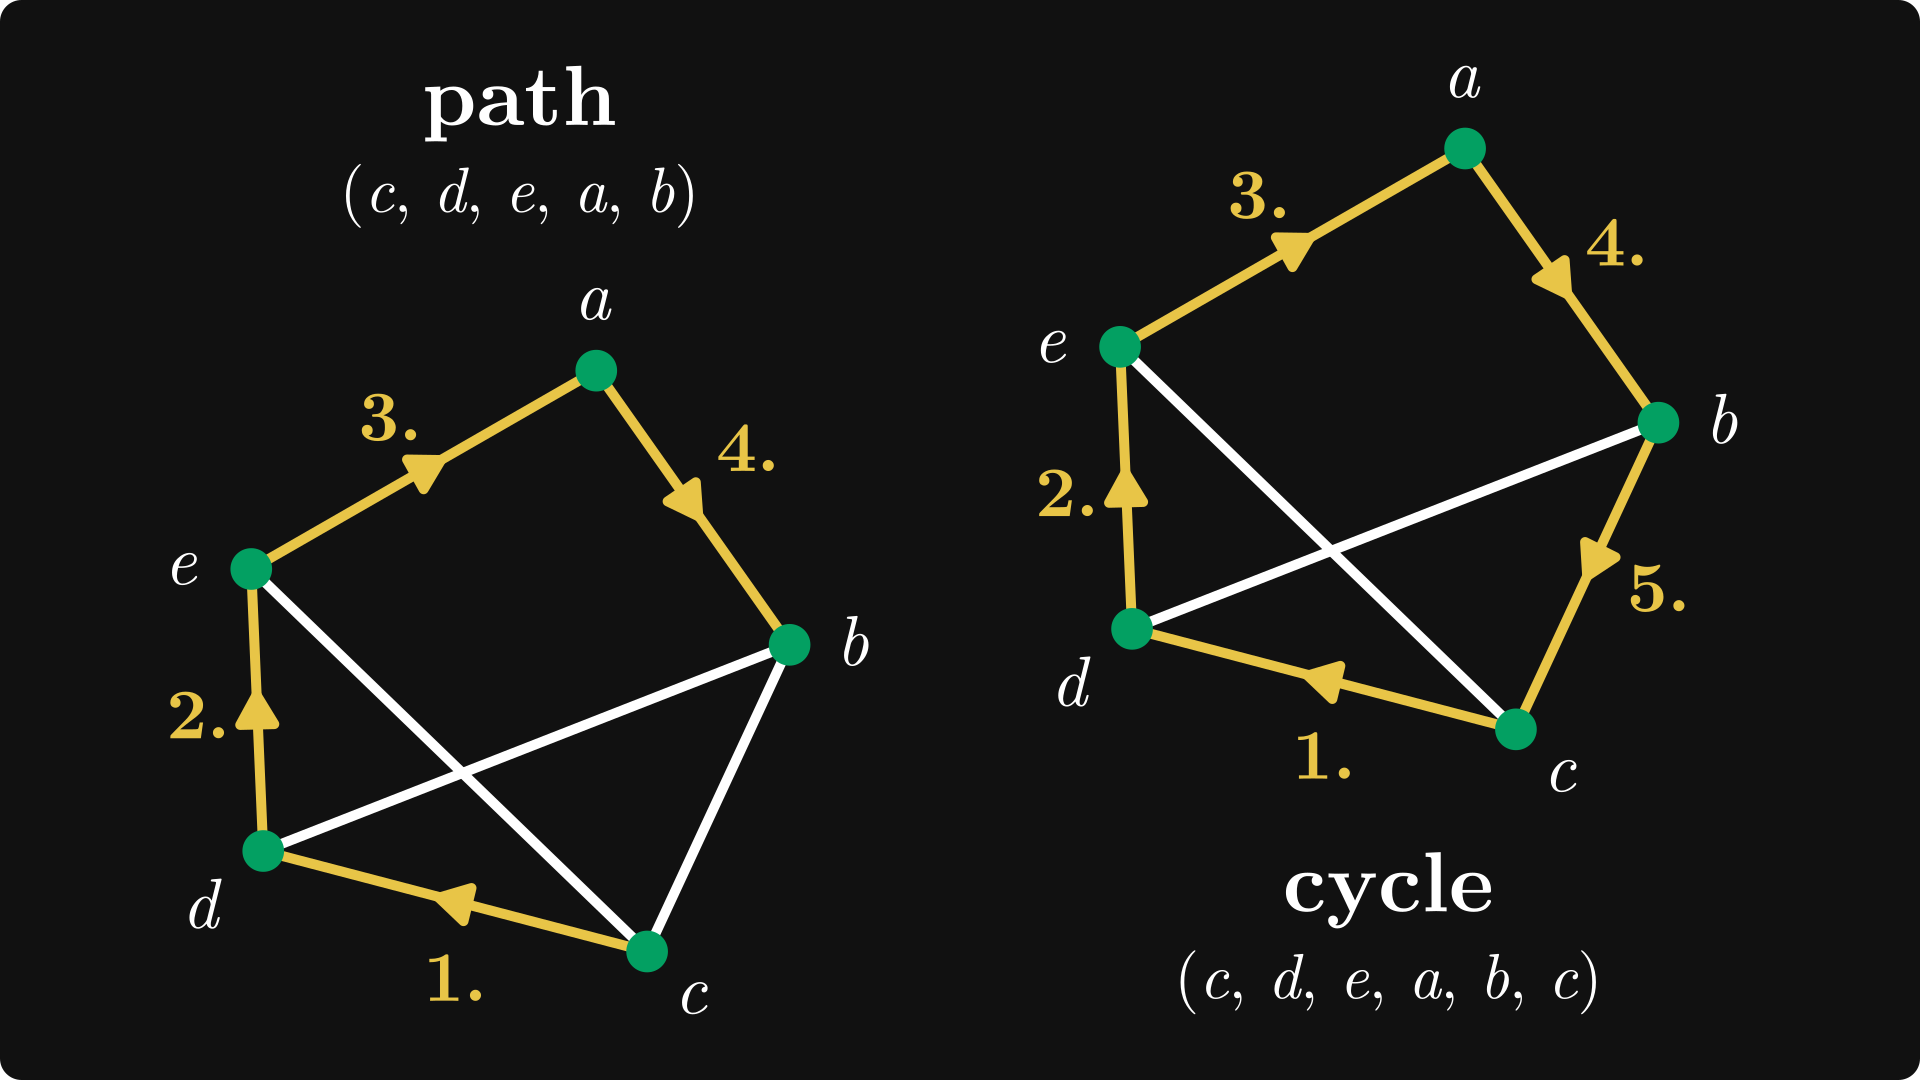 path
(c, d, e, a, b)
a
3.
4.
e
b
2.
d
1.
c
a
3.
4.
e
b
2.
5.
d
1.
c
cycle
(c, d, e, a, b, c)